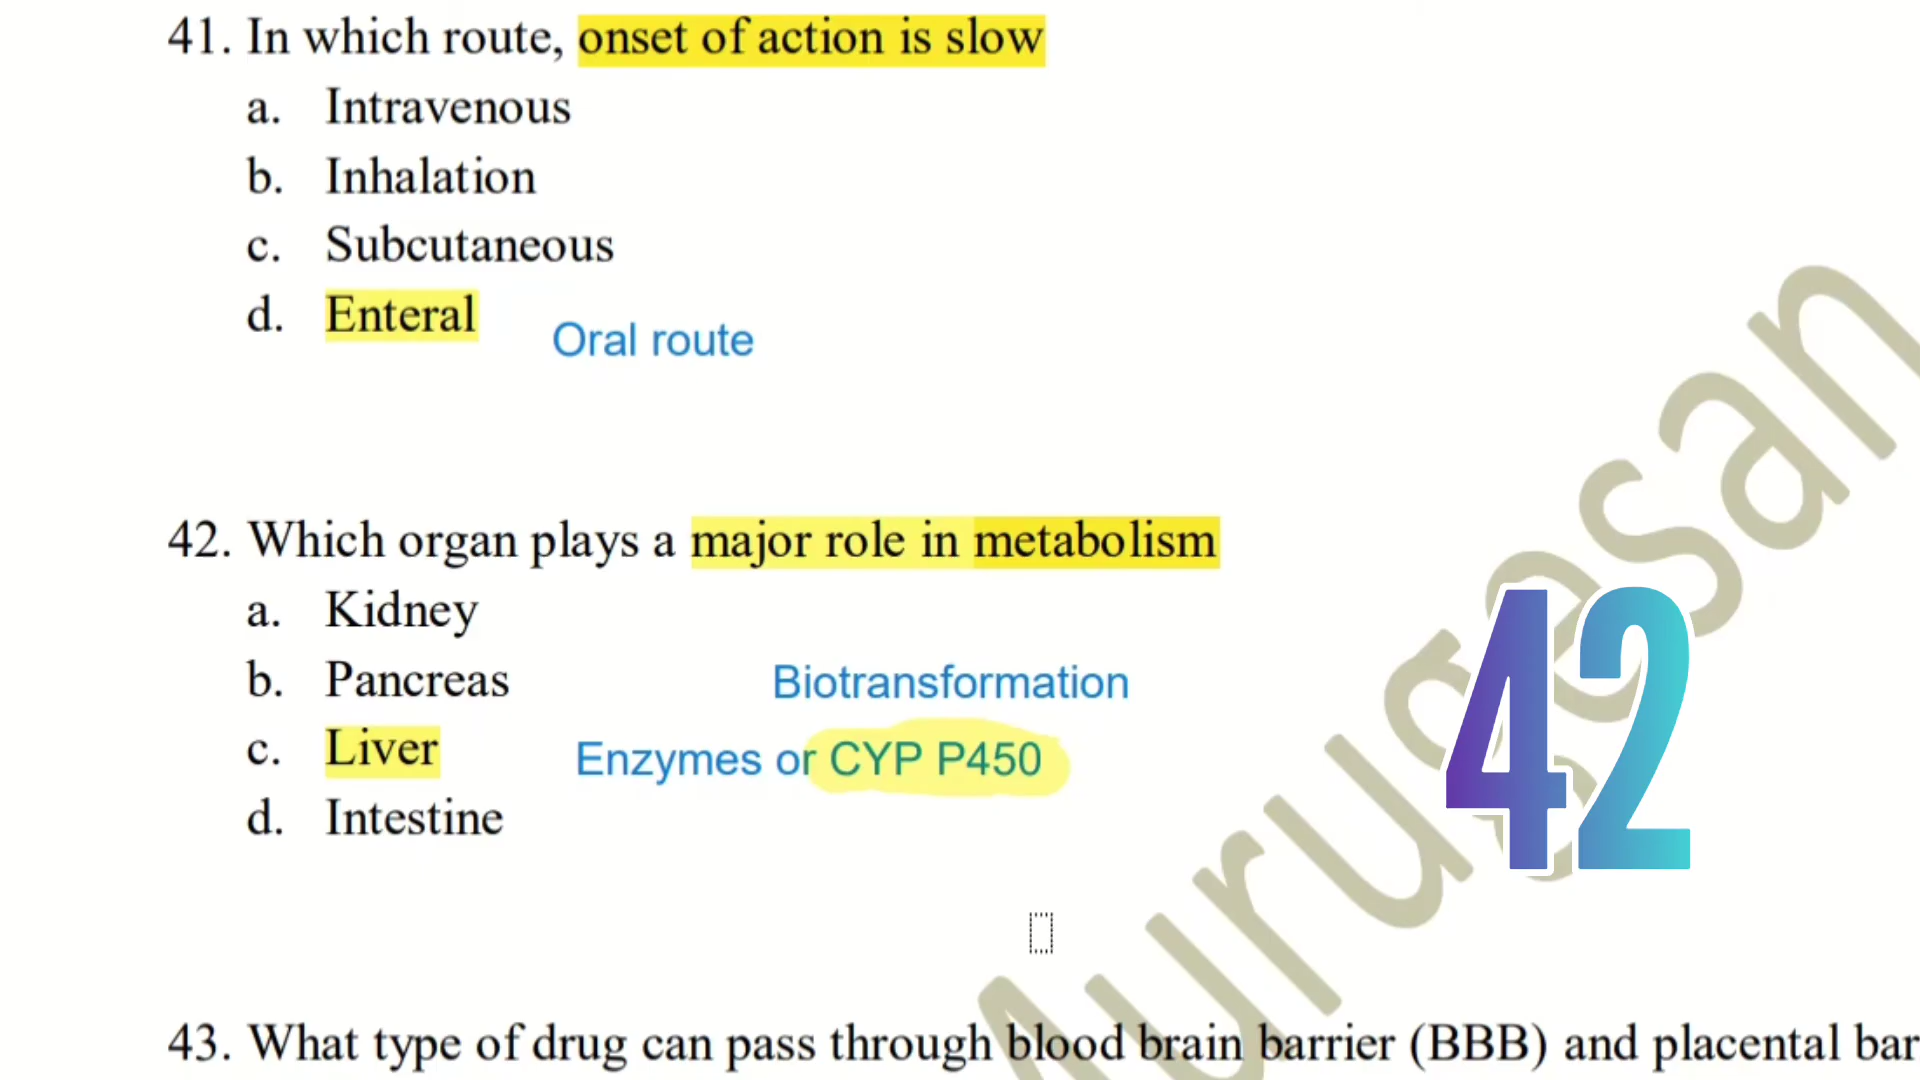 41. In which route, onset of action is slow
a. Intravenous
b. Inhalation
c. Subcutaneous
d. Enteral
Oral route
42. Which organ plays a major role in metabolism
a. Kidney
b. Pancreas
Biotransformation
c. Liver
Enzymes or CYP P450
d. Intestine
42
43. What type of drug can pass through blood brain barrier (BBB) and placental bar
Murugesan